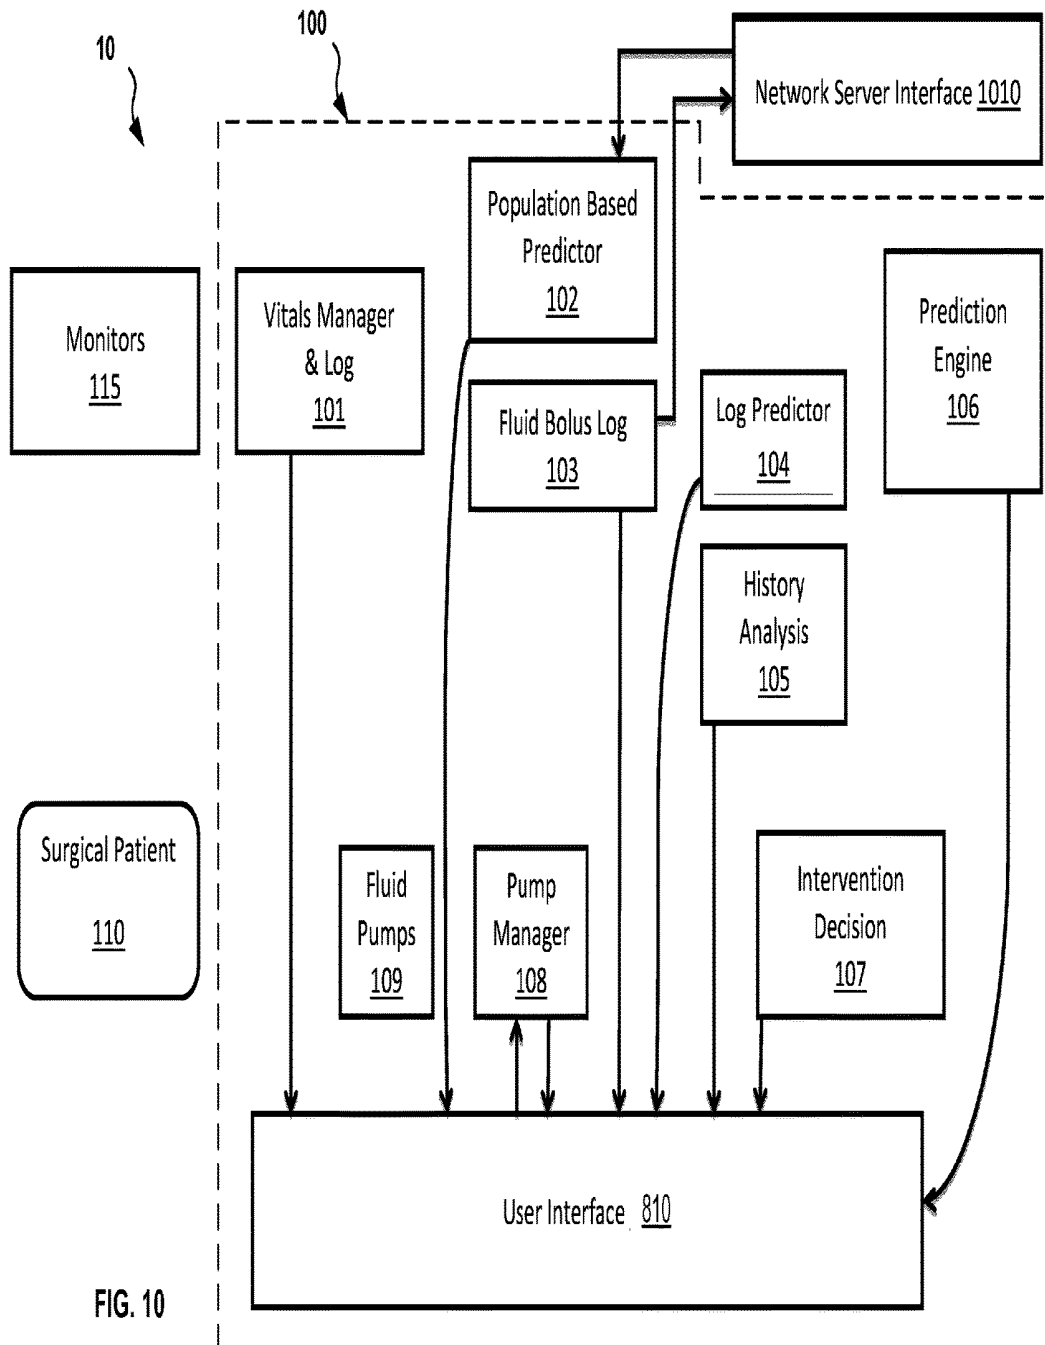 10
100
Network Server Interface 1010
Population Based
Predictor
102
Monitors
115
Vitals Manager
& Log
101
Fluid Bolus Log
103
Log Predictor
104
Prediction
Engine
106
History
Analysis
105
Surgical Patient
110
Fluid
Pumps
109
Pump
Manager
108
Intervention
Decision
107
User Interface 810
FIG. 10